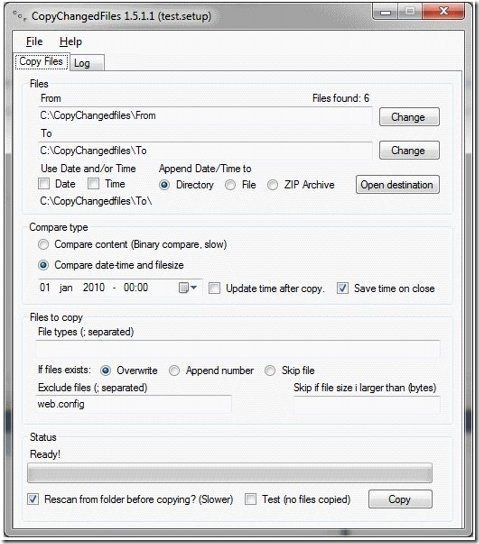 CopyChangedFiles 1.5.1.1 (test.setup)
File Help
Copy Files Log
Files
From Files found: 6
C:\CopyChangedfiles\From Change
To
C:\CopyChangedfiles\To Change
Use Date and/or Time Append Date/Time to
Date Time Directory File ZIP Archive Open destination
C:\CopyChangedfiles\To\
Compare type
Compare content (Binary compare, slow)
Compare date-time and filesize
01 jan 2010 - 00:00 Update time after copy. Save time on close
Files to copy
File types (; separated)
If files exists: Overwrite Append number Skip file
Exclude files (; separated) Skip if file size i larger than (bytes)
web.config
Status
Ready!
Rescan from folder before copying? (Slower) Test (no files copied) Copy